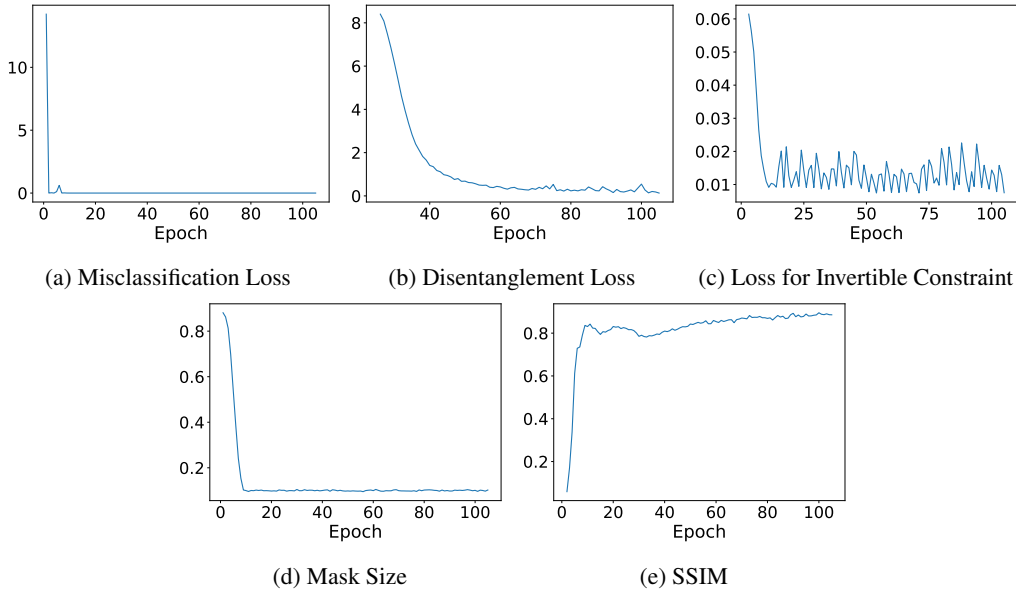 10
5
0
0 20 40 60 80 100
Epoch
(a) Misclassification Loss
8
6
4
2
0
40 60 80 100
Epoch
(b) Disentanglement Loss
0.06
0.05
0.04
0.03
0.02
0.01
0 25 50 75 100
Epoch
(c) Loss for Invertible Constraint
0.8
0.6
0.4
0.2
0 20 40 60 80 100
Epoch
(d) Mask Size
0.8
0.6
0.4
0.2
0 20 40 60 80 100
Epoch
(e) SSIM